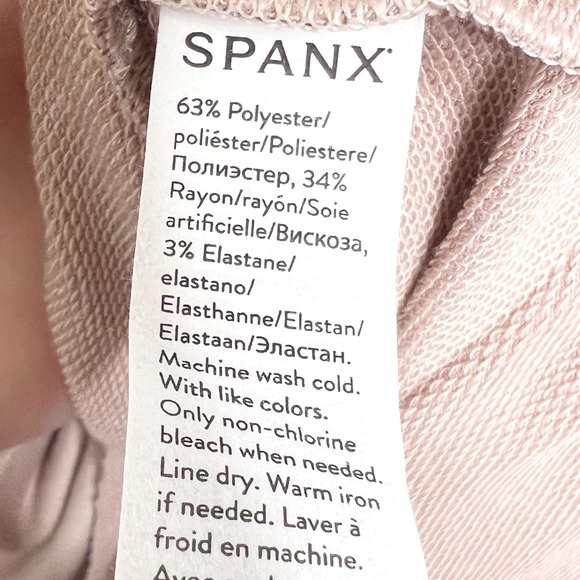 SPANX
63% Polyester/
poliéster/Poliestere/
Полиэстер, 34%
Rayon/rayón/Soie
artificielle/Вискоза,
3% Elastane/
elastano/
Elasthanne/Elastan/
Elastaan/Эластан.
Machine wash cold.
With like colors.
Only non-chlorine
bleach when needed.
Line dry. Warm iron
if needed. Laver à
froid en machine.
Avec